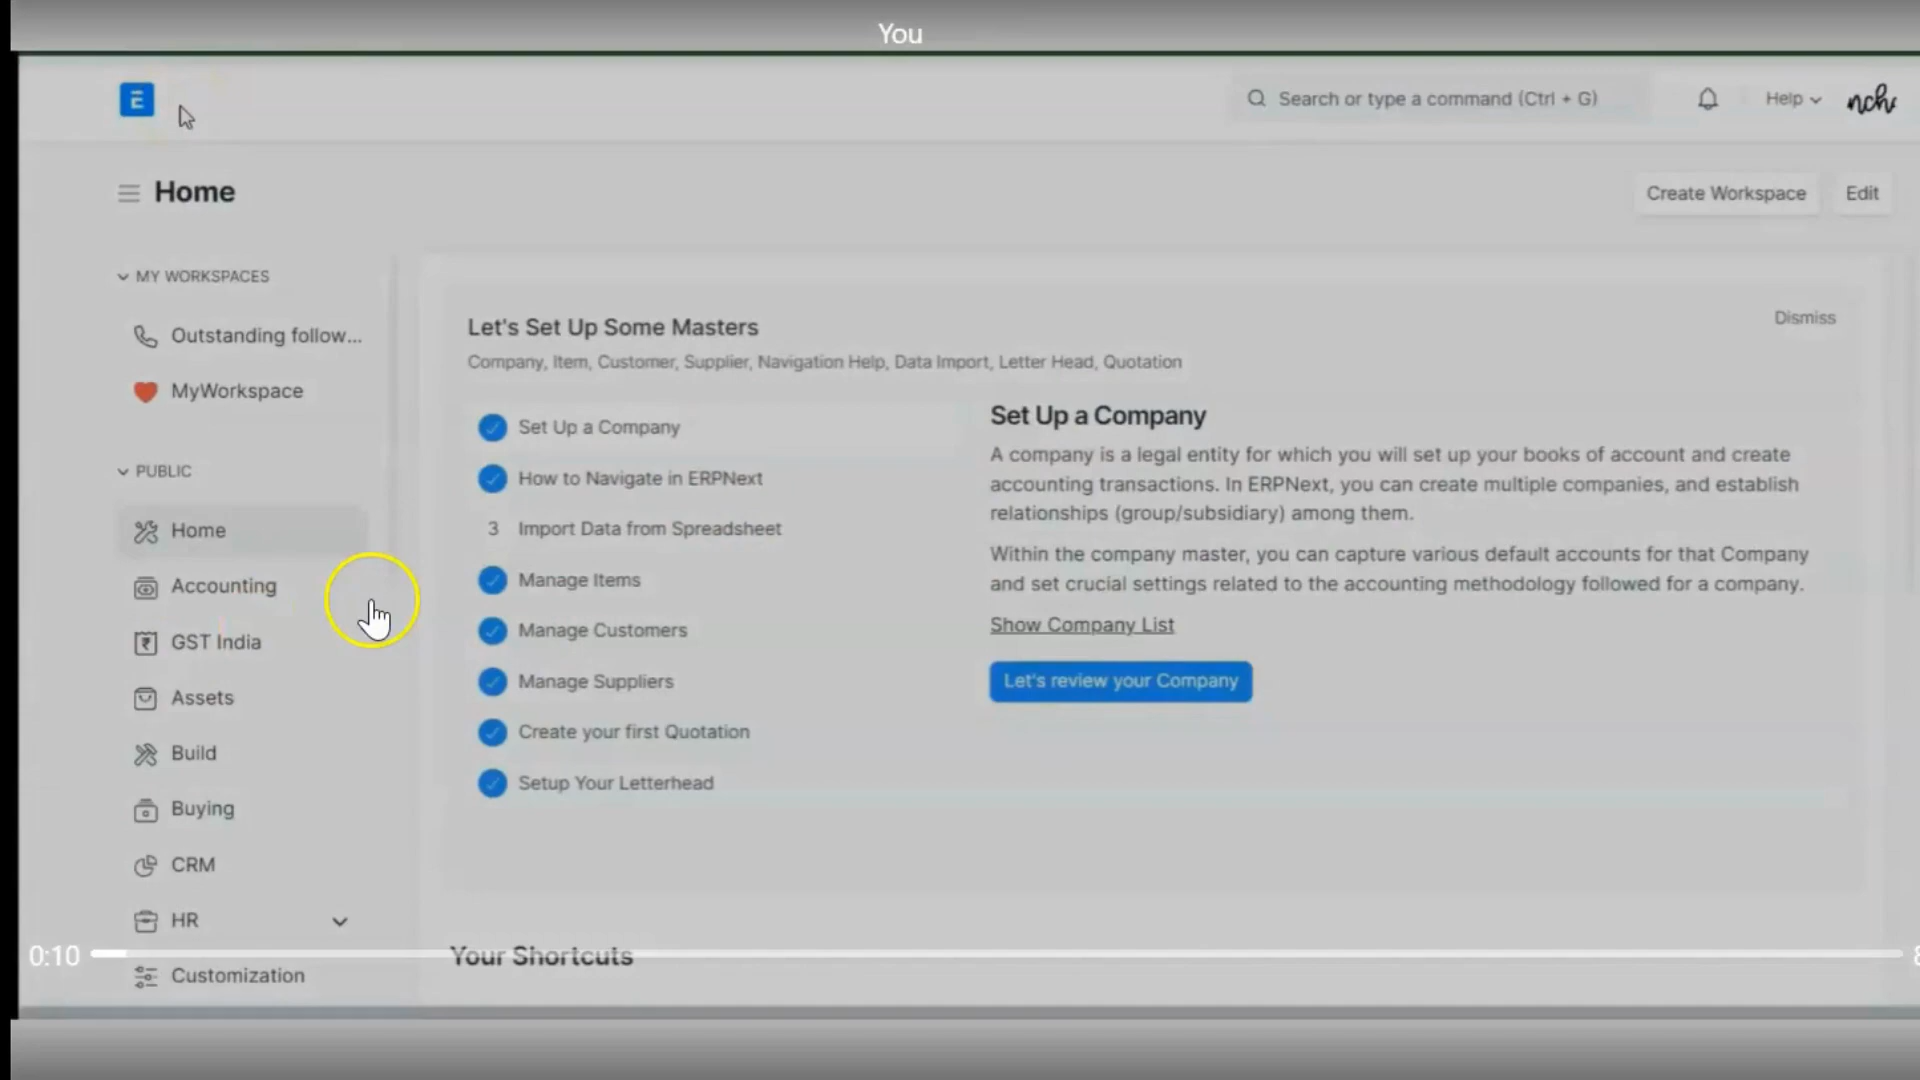 You
E
Search or type a command (Ctrl + G)
Help
nch
Home
Create Workspace
Edit
MY WORKSPACES
Outstanding follow...
MyWorkspace
PUBLIC
Home
Accounting
GST India
Assets
Build
Buying
CRM
HR
Customization
Let's Set Up Some Masters
Dismiss
Company, Item, Customer, Supplier, Navigation Help, Data Import, Letter Head, Quotation
Set Up a Company
How to Navigate in ERPNext
3 Import Data from Spreadsheet
Manage Items
Manage Customers
Manage Suppliers
Create your first Quotation
Setup Your Letterhead
Set Up a Company
A company is a legal entity for which you will set up your books of account and create
accounting transactions. In ERPNext, you can create multiple companies, and establish
relationships (group/subsidiary) among them.
Within the company master, you can capture various default accounts for that Company
and set crucial settings related to the accounting methodology followed for a company.
Show Company List
Let's review your Company
Your Shortcuts
0:10